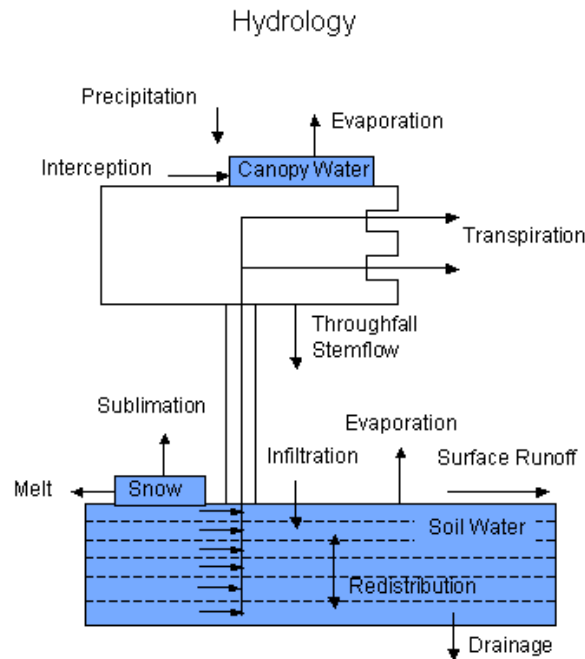 Hydrology
Precipitation
Evaporation
Interception
Canopy Water
Transpiration
Throughfall
Stemflow
Sublimation
Evaporation
Infiltration
Surface Runoff
Melt
Snow
Soil Water
Redistribution
Drainage